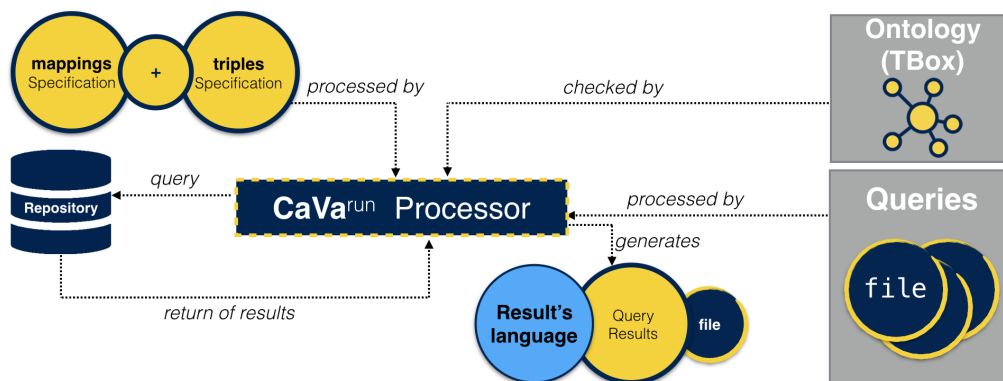 mappings
Specification
+
triples
Specification
processed by
checked by
Ontology
(TBox)
Repository
query
CaVarun Processor
processed by
Queries
file
generates
return of results
Result's
language
Query
Results
file